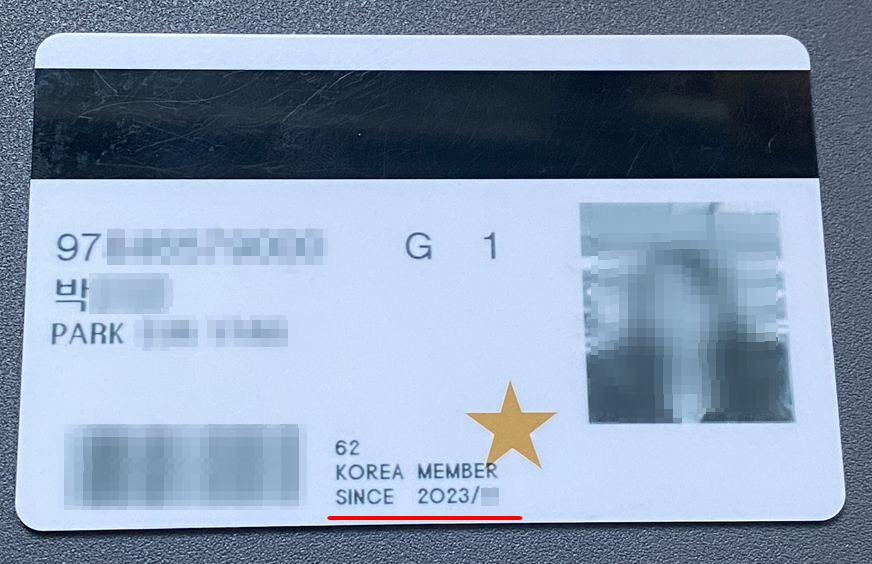 97 G 1
박
PARK
62
KOREA MEMBER
SINCE 2023/